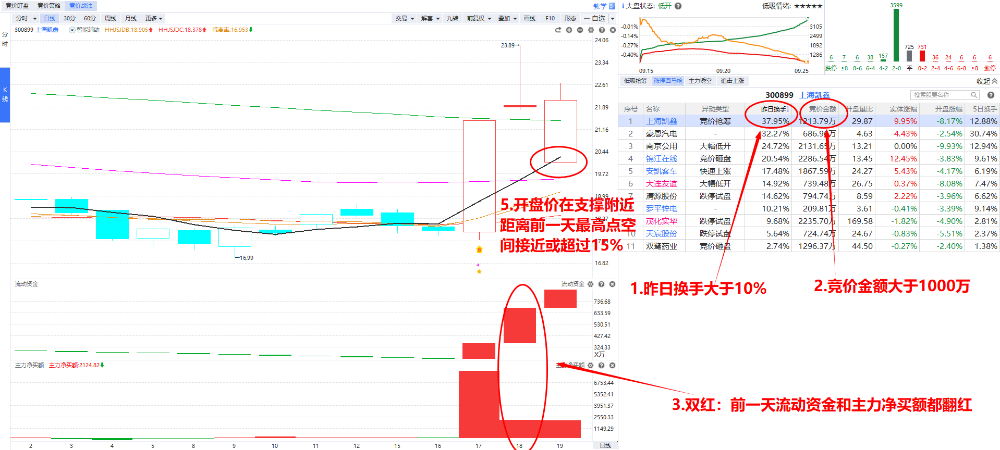 竞价盯盘 竞价策略 竞价战法 教学
分时 日线 30分 60分 周线 月线 更多 交易 解套 九转 前复权 叠加 画线 F10 形态 一自选
300899 上海凯鑫 智能辅助 HHJSJDB:18.905 HHJSJDC:18.378 乖离率:16.953
分时
K线
24.06
23.89
23.34
22.61
21.89
21.16
20.44
19.72
18.99
18.27
16.99
16.82
5.开盘价在支撑附近
距离前一天最高点空
间接近或超过15%
B
流动资金 流动资金
736.68
633.59
530.51
427.42
324.33
X万
主力净买额 主力净买额:2124.82 主力净买额
6753.44
5352.41
3951.37
2550.33
1149.29
2 3 4 5 8 9 10 11 12 15 16 17 18 19 日线
大盘状态: 低开 低吸情绪: ★★★★★
-0.01% 3105
-0.14% 2499
-0.27% 1892
-0.40% 1286
09:15 09:20 09:25
6 7 6 38 157 3599 725 731 36 24 6 6 6
跌停 ≤8 8-6 6-4 4-2 2-0 平 0-2 2-4 4-6 6-8 ≥8 涨停
低吸抢筹 涨停回马枪 主力诱空 追击上涨 收起
300899 上海凯鑫 搜索股票名称
序号 名称 异动类型 昨日换手↓ 竞价金额 开盘量比 实体涨幅 开盘涨幅 5日换手
1 上海凯鑫 竞价抢筹 37.95% 1213.79万 29.87 9.95% -8.17% 12.88%
2 豪恩汽电 - 32.27% 686.96万 4.63 4.43% -2.54% 30.74%
3 南京公用 大幅低开 24.72% 2131.65万 13.21 0.00% -9.93% 12.94%
4 锦江在线 竞价砸盘 20.54% 2286.54万 13.45 12.45% -3.83% 9.61%
5 安凯客车 快速上涨 17.48% 1867.59万 24.27 5.43% -4.17% 6.19%
6 大连友谊 大幅低开 14.92% 739.48万 26.75 0.37% -8.08% 7.47%
7 清源股份 跌停试盘 14.62% 794.74万 8.59 2.22% -3.96% 6.62%
罗平锌电 - 10.21% 209.81万 3.61 -0.41% -3.39% 9.14%
茂化实华 跌停试盘 9.68% 2235.70万 169.58 -1.82% -4.90% 2.81%
10 天宸股份 跌停试盘 5.64% 724.74万 24.67 -0.83% -5.51% 2.37%
11 双鹭药业 竞价砸盘 2.74% 1296.37万 44.50 -0.27% -2.40% 1.38%
1.昨日换手大于10%
2.竞价金额大于1000万
3.双红：前一天流动资金和主力净买额都翻红